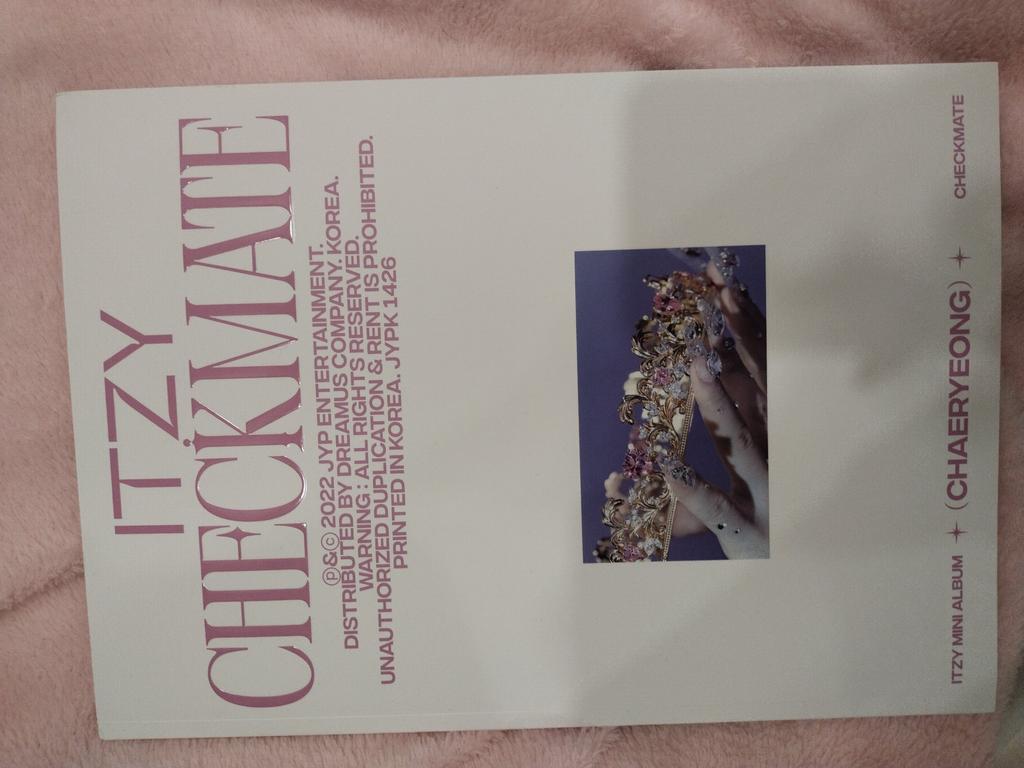 ITZY
CHECKMATE
℗&© 2022 JYP ENTERTAINMENT.
DISTRIBUTED BY DREAMUS COMPANY. KOREA.
WARNING : ALL RIGHTS RESERVED.
UNAUTHORIZED DUPLICATION & RENT IS PROHIBITED.
PRINTED IN KOREA. JYPK 1426
ITZY MINI ALBUM (CHAERYEONG) CHECKMATE